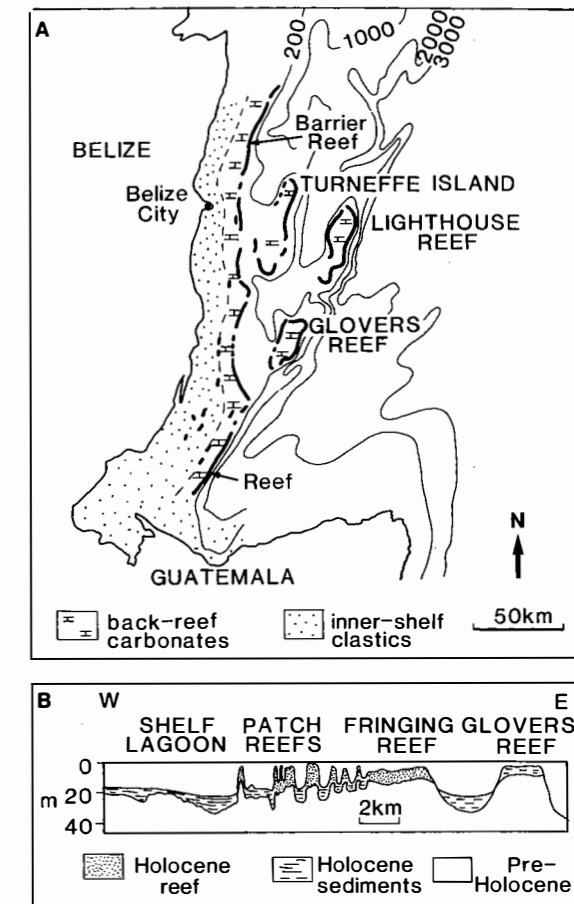 A
200
1000
2000
3000
Barrier
Reef
BELIZE
TURNEFFE ISLAND
Belize
City
LIGHTHOUSE
REEF
GLOVERS
REEF
Reef
N
GUATEMALA
back-reef
carbonates
inner-shelf
clastics
50km
B W E
SHELF
LAGOON
PATCH
REEFS
FRINGING
REEF
GLOVERS
REEF
0
m 20
40
2km
Holocene
reef
Holocene
sediments
Pre-
Holocene